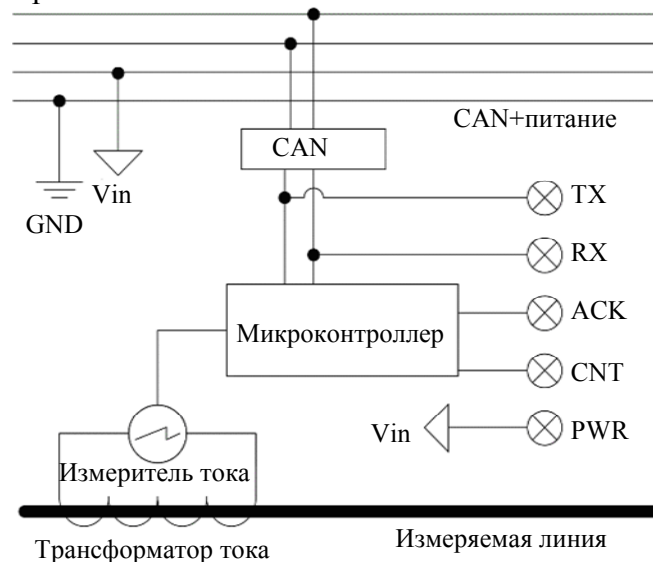 CAN+питание
CAN
Vin
GND
TX
RX
ACK
Микроконтроллер
CNT
Vin
PWR
Измеритель тока
Измеряемая линия
Трансформатор тока